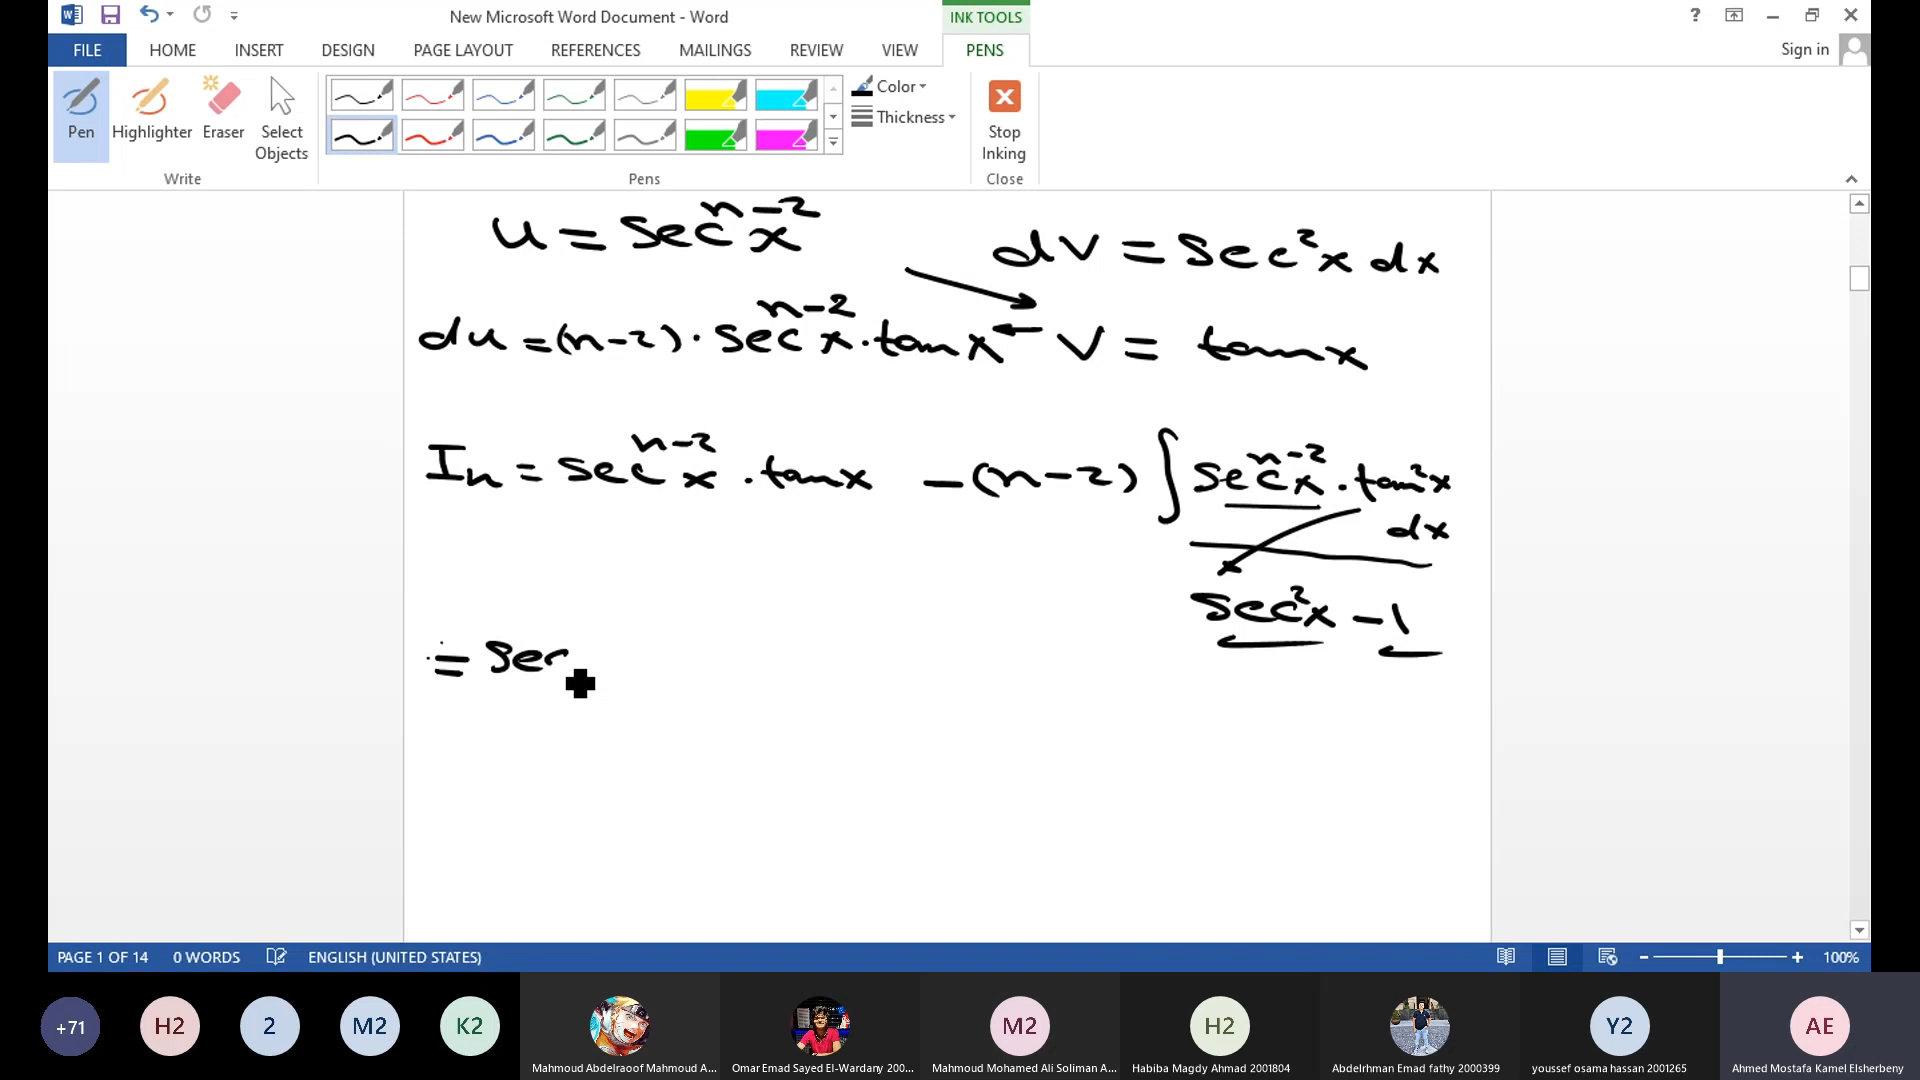 New Microsoft Word Document - Word
INK TOOLS
?
FILE HOME INSERT DESIGN PAGE LAYOUT REFERENCES MAILINGS REVIEW VIEW PENS
Sign in
Pen Highlighter Eraser Select Objects
Color
Thickness
Stop Inking
Write Pens Close
u = sec^{n-2} x
dv = sec² x dx
du = (n-2) · sec^{n-2} x · tan x
v = tan x
I_n = sec^{n-2} x · tan x - (n-2) ∫ sec^{n-2} x · tan² x
dx
sec² x - 1
= sec
PAGE 1 OF 14 0 WORDS ENGLISH (UNITED STATES) 100%
+71 H2 2 M2 K2 M2 H2 Y2 AE
Mahmoud Abdelraoof Mahmoud A... Omar Emad Sayed El-Wardany 200... Mahmoud Mohamed Ali Soliman A... Habiba Magdy Ahmad 2001804 Abdelrhman Emad fathy 2000399 youssef osama hassan 2001265 Ahmed Mostafa Kamel Elsherbeny